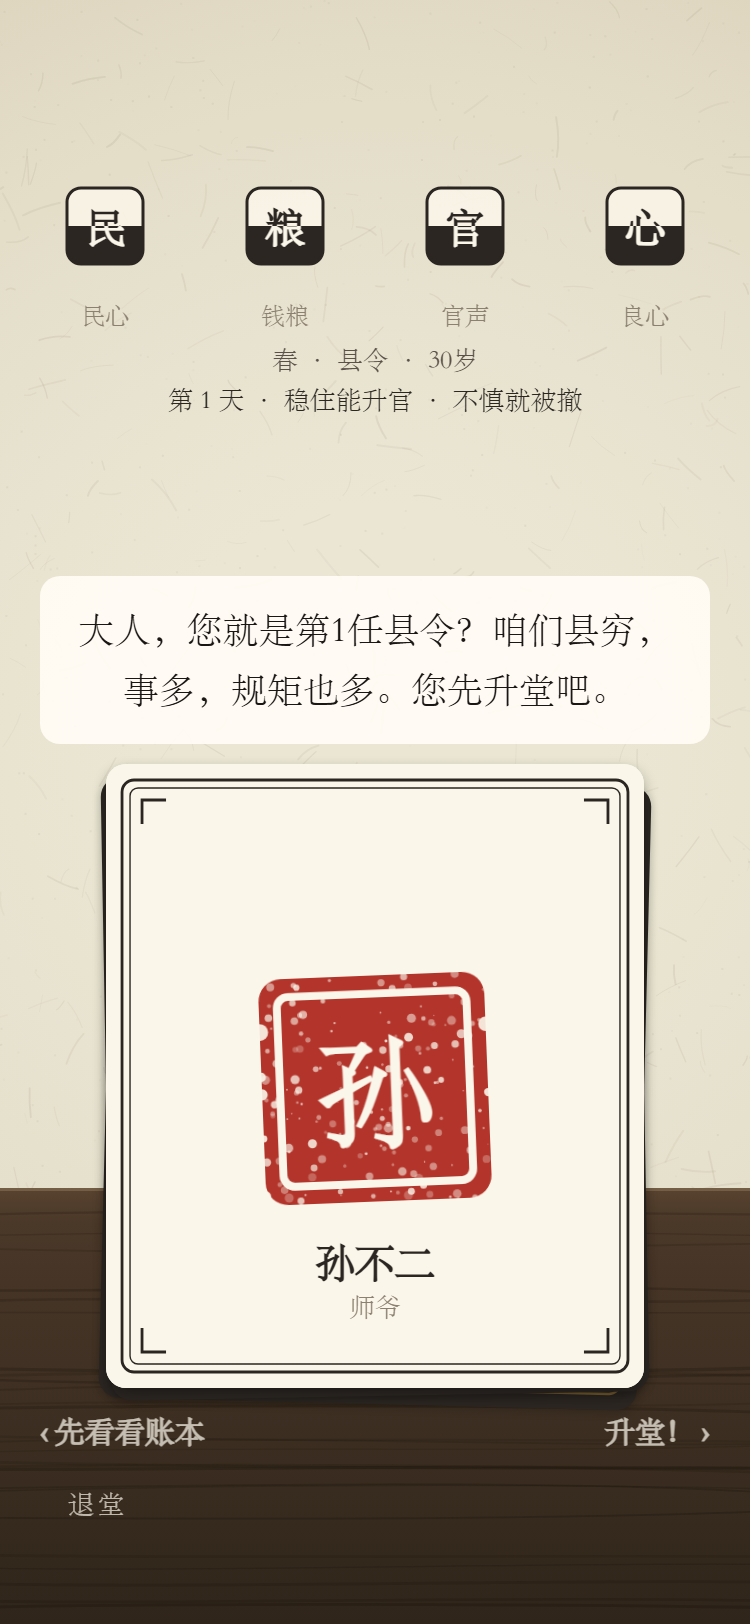 民 粮 官 心
民心 钱粮 官声 良心
春 · 县令 · 30岁
第 1 天 · 稳住能升官 · 不慎就被撤
大人，您就是第1任县令？咱们县穷，
事多，规矩也多。您先升堂吧。
孙
孙不二
师爷
‹先看看账本 升堂！ ›
退堂